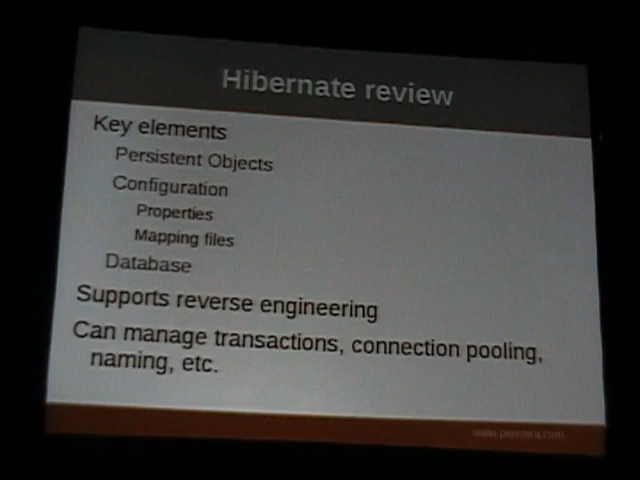 Hibernate review
Key elements
Persistent Objects
Configuration
Properties
Mapping files
Database
Supports reverse engineering
Can manage transactions, connection pooling,
naming, etc.